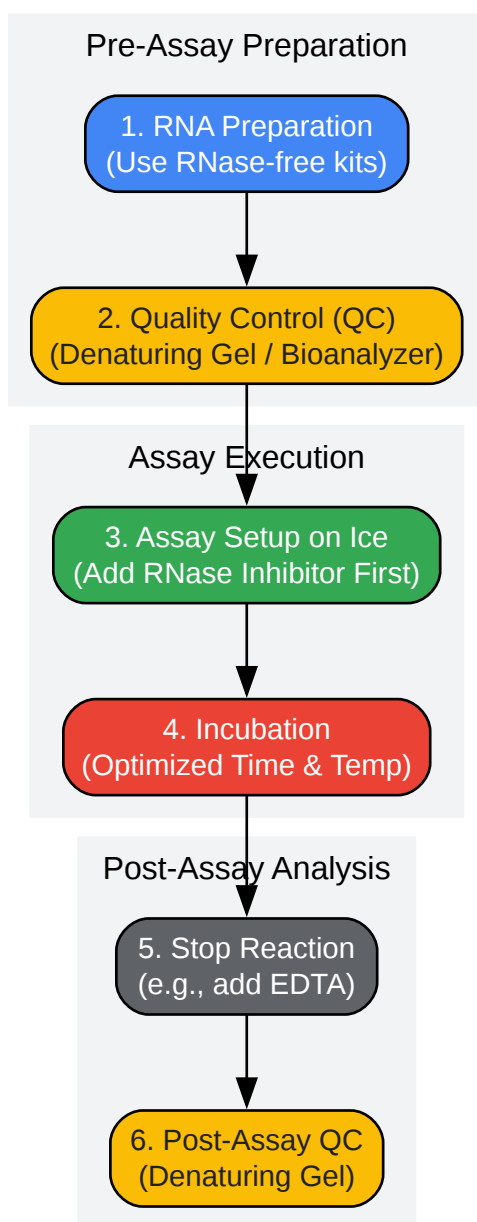 Pre-Assay Preparation
1. RNA Preparation
(Use RNase-free kits)
2. Quality Control (QC)
(Denaturing Gel / Bioanalyzer)
Assay Execution
3. Assay Setup on Ice
(Add RNase Inhibitor First)
4. Incubation
(Optimized Time & Temp)
Post-Assay Analysis
5. Stop Reaction
(e.g., add EDTA)
6. Post-Assay QC
(Denaturing Gel)